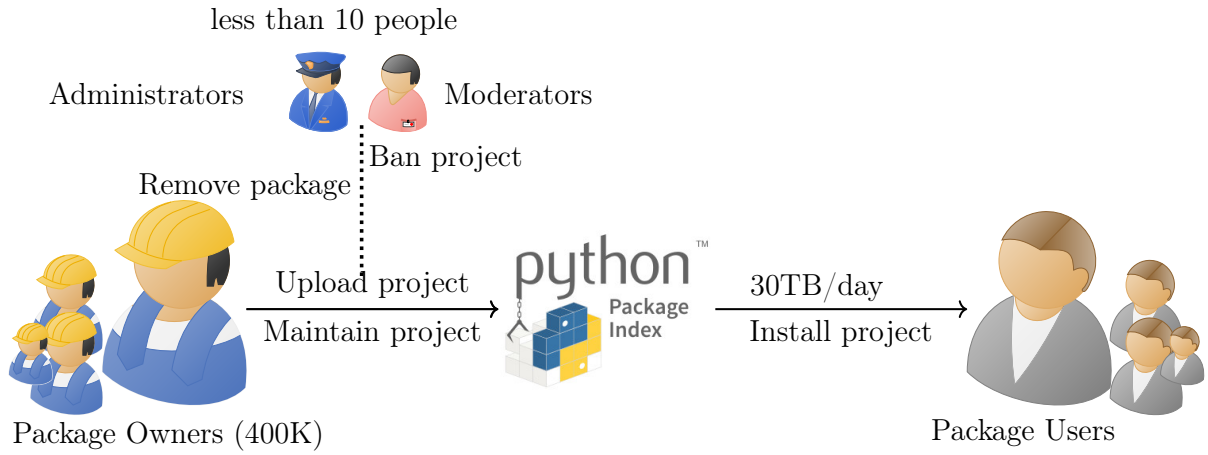 less than 10 people
Administrators
Moderators
Ban project
Remove package
python™
Package
Index
Upload project
Maintain project
30TB/day
Install project
Package Owners (400K)
Package Users